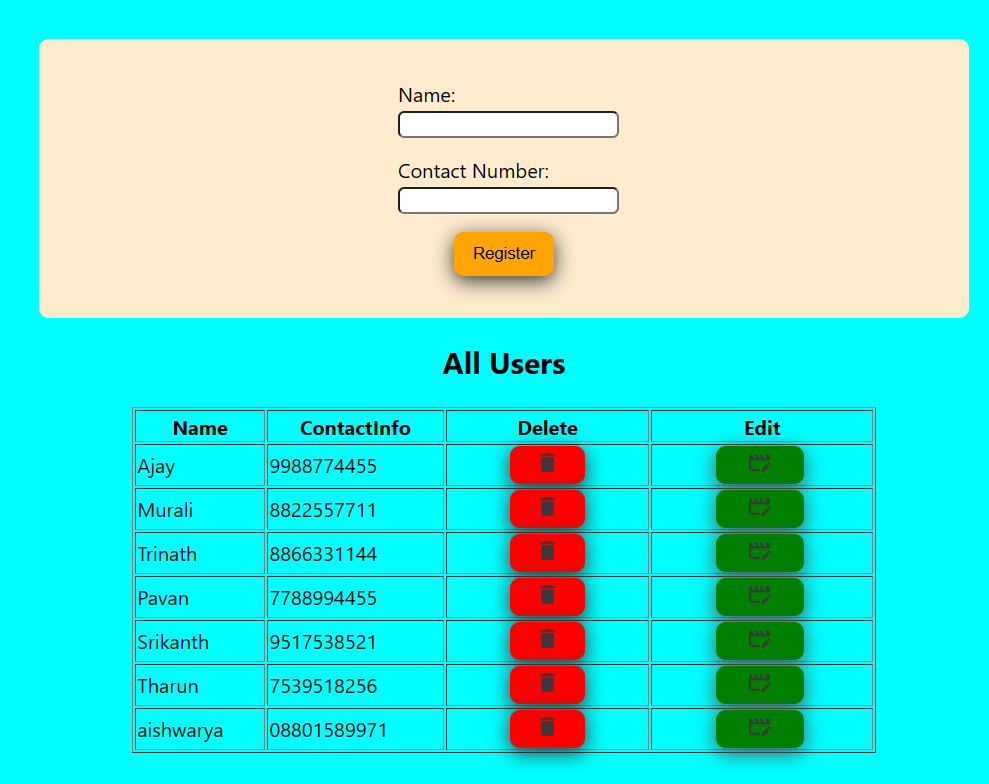 Name:
Contact Number:
Register
All Users
Name ContactInfo Delete Edit
Ajay 9988774455
Murali 8822557711
Trinath 8866331144
Pavan 7788994455
Srikanth 9517538521
Tharun 7539518256
aishwarya 08801589971